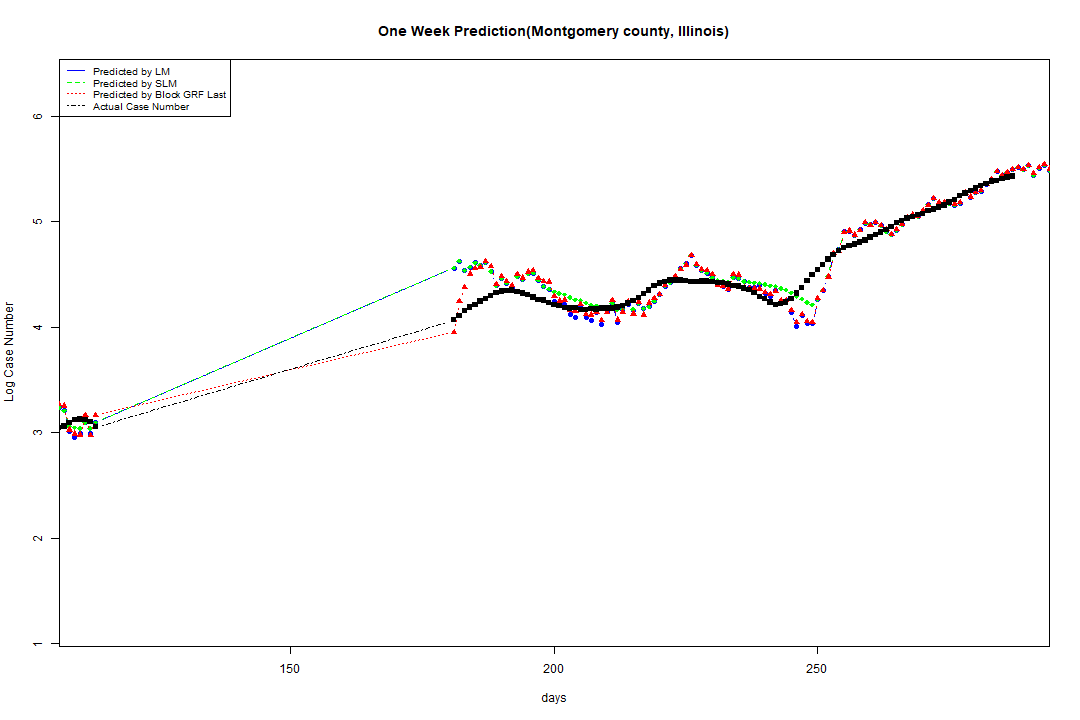 One Week Prediction(Montgomery county, Illinois)
Predicted by LM
Predicted by SLM
Predicted by Block GRF Last
Actual Case Number
6
5
4
3
2
1
Log Case Number
150
200
250
days